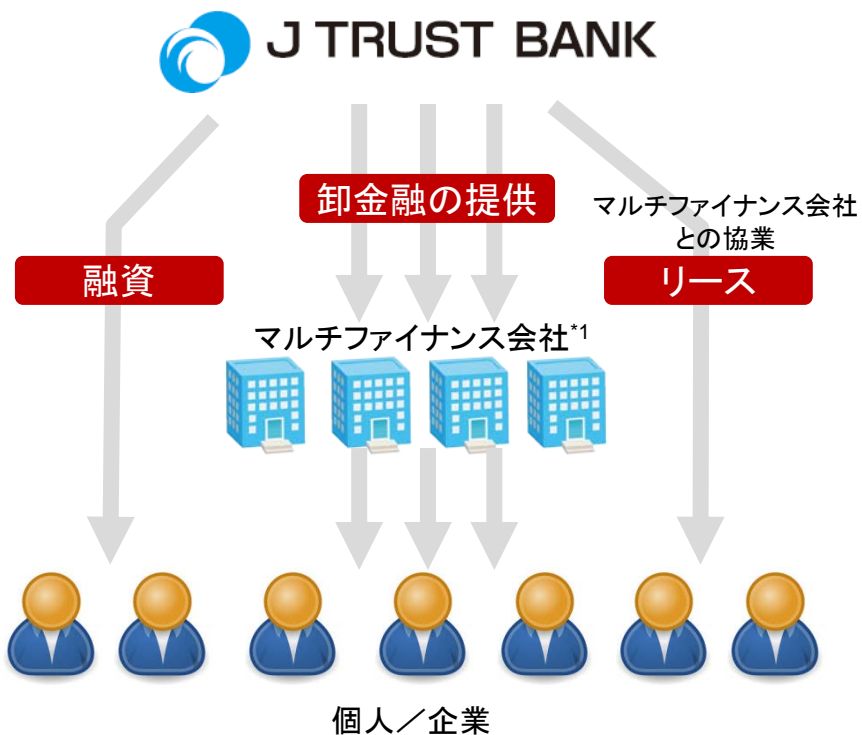 J TRUST BANK
卸金融の提供
マルチファイナンス会社
との協業
融資
リース
マルチファイナンス会社*1
個人／企業